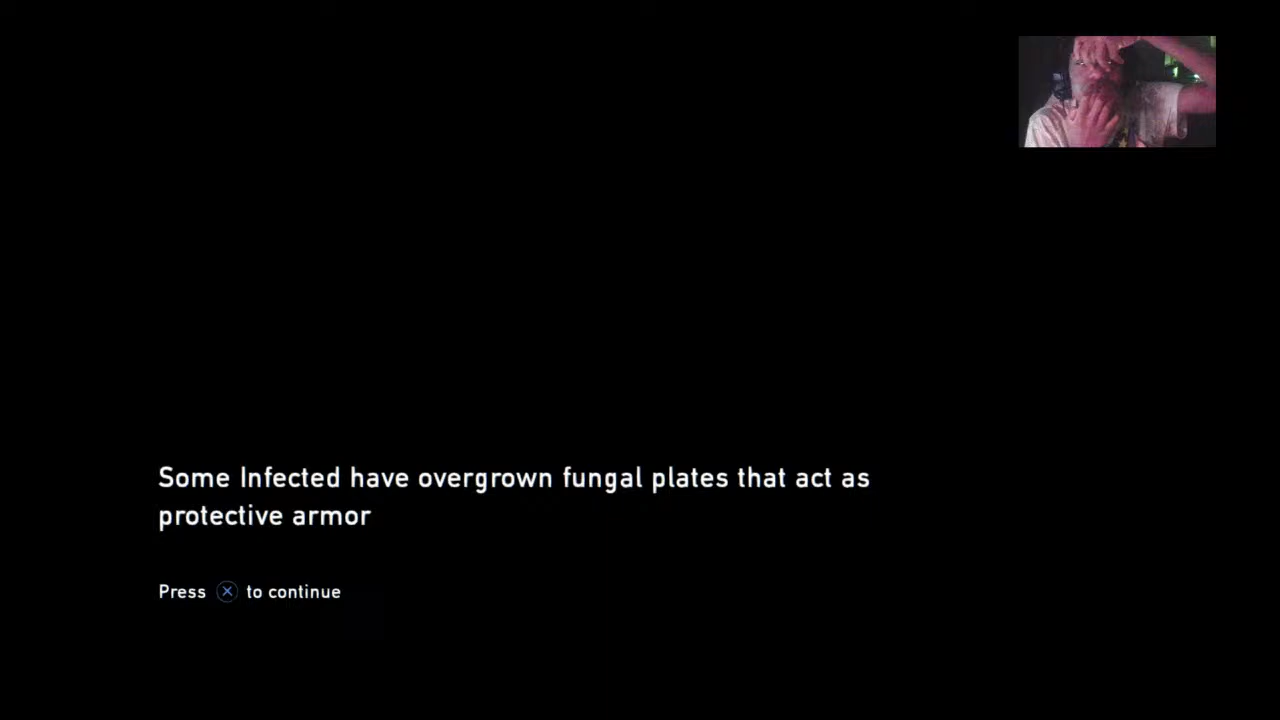 Some Infected have overgrown fungal plates that act as
protective armor
Press ⓧ to continue